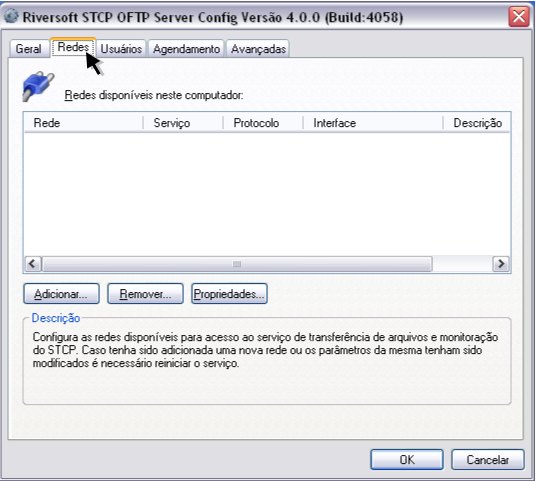 Riversoft STCP OFTP Server Config Versão 4.0.0 (Build:4058)
Geral Redes Usuários Agendamento Avançadas
Redes disponíveis neste computador:
Rede Serviço Protocolo Interface Descrição
Adicionar... Remover... Propriedades...
Descrição
Configura as redes disponíveis para acesso ao serviço de transferência de arquivos e monitoração
do STCP. Caso tenha sido adicionada uma nova rede ou os parâmetros da mesma tenham sido
modificados é necessário reiniciar o serviço.
OK Cancelar